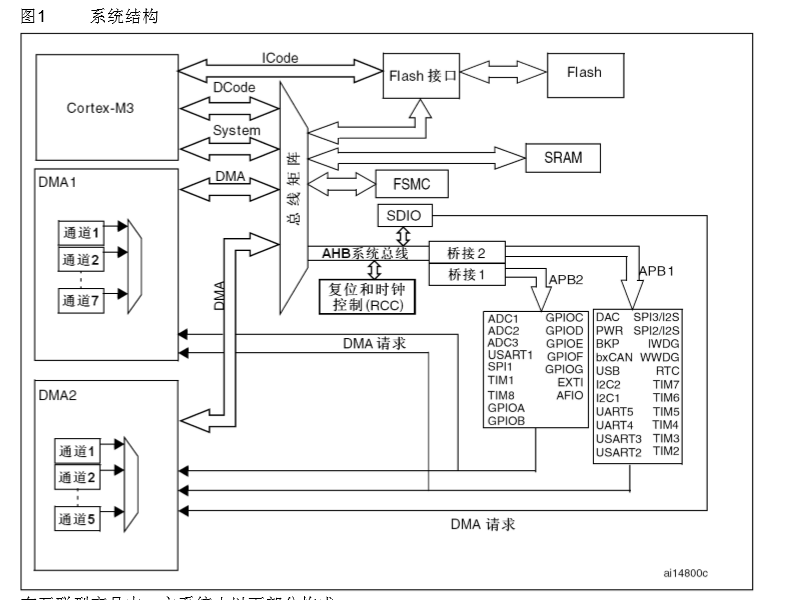 图1 系统结构
ICode
Cortex-M3
DCode
System
Flash 接口
Flash
总线矩阵
SRAM
FSMC
SDIO
DMA1
DMA
通道1
通道2
通道7
AHB系统总线
桥接 2
桥接 1
APB2
APB1
复位和时钟
控制(RCC)
DMA
DMA 请求
ADC1 GPIOC
ADC2 GPIOD
ADC3 GPIOE
USART1 GPIOF
SPI1 GPIOG
TIM1 EXTI
TIM8 AFIO
GPIOA
GPIOB
DAC SPI3/I2S
PWR SPI2/I2S
BKP IWDG
bxCAN WWDG
USB RTC
I2C2 TIM7
I2C1 TIM6
UART5 TIM5
UART4 TIM4
USART3 TIM3
USART2 TIM2
DMA2
通道1
通道2
通道5
DMA 请求
ai14800c